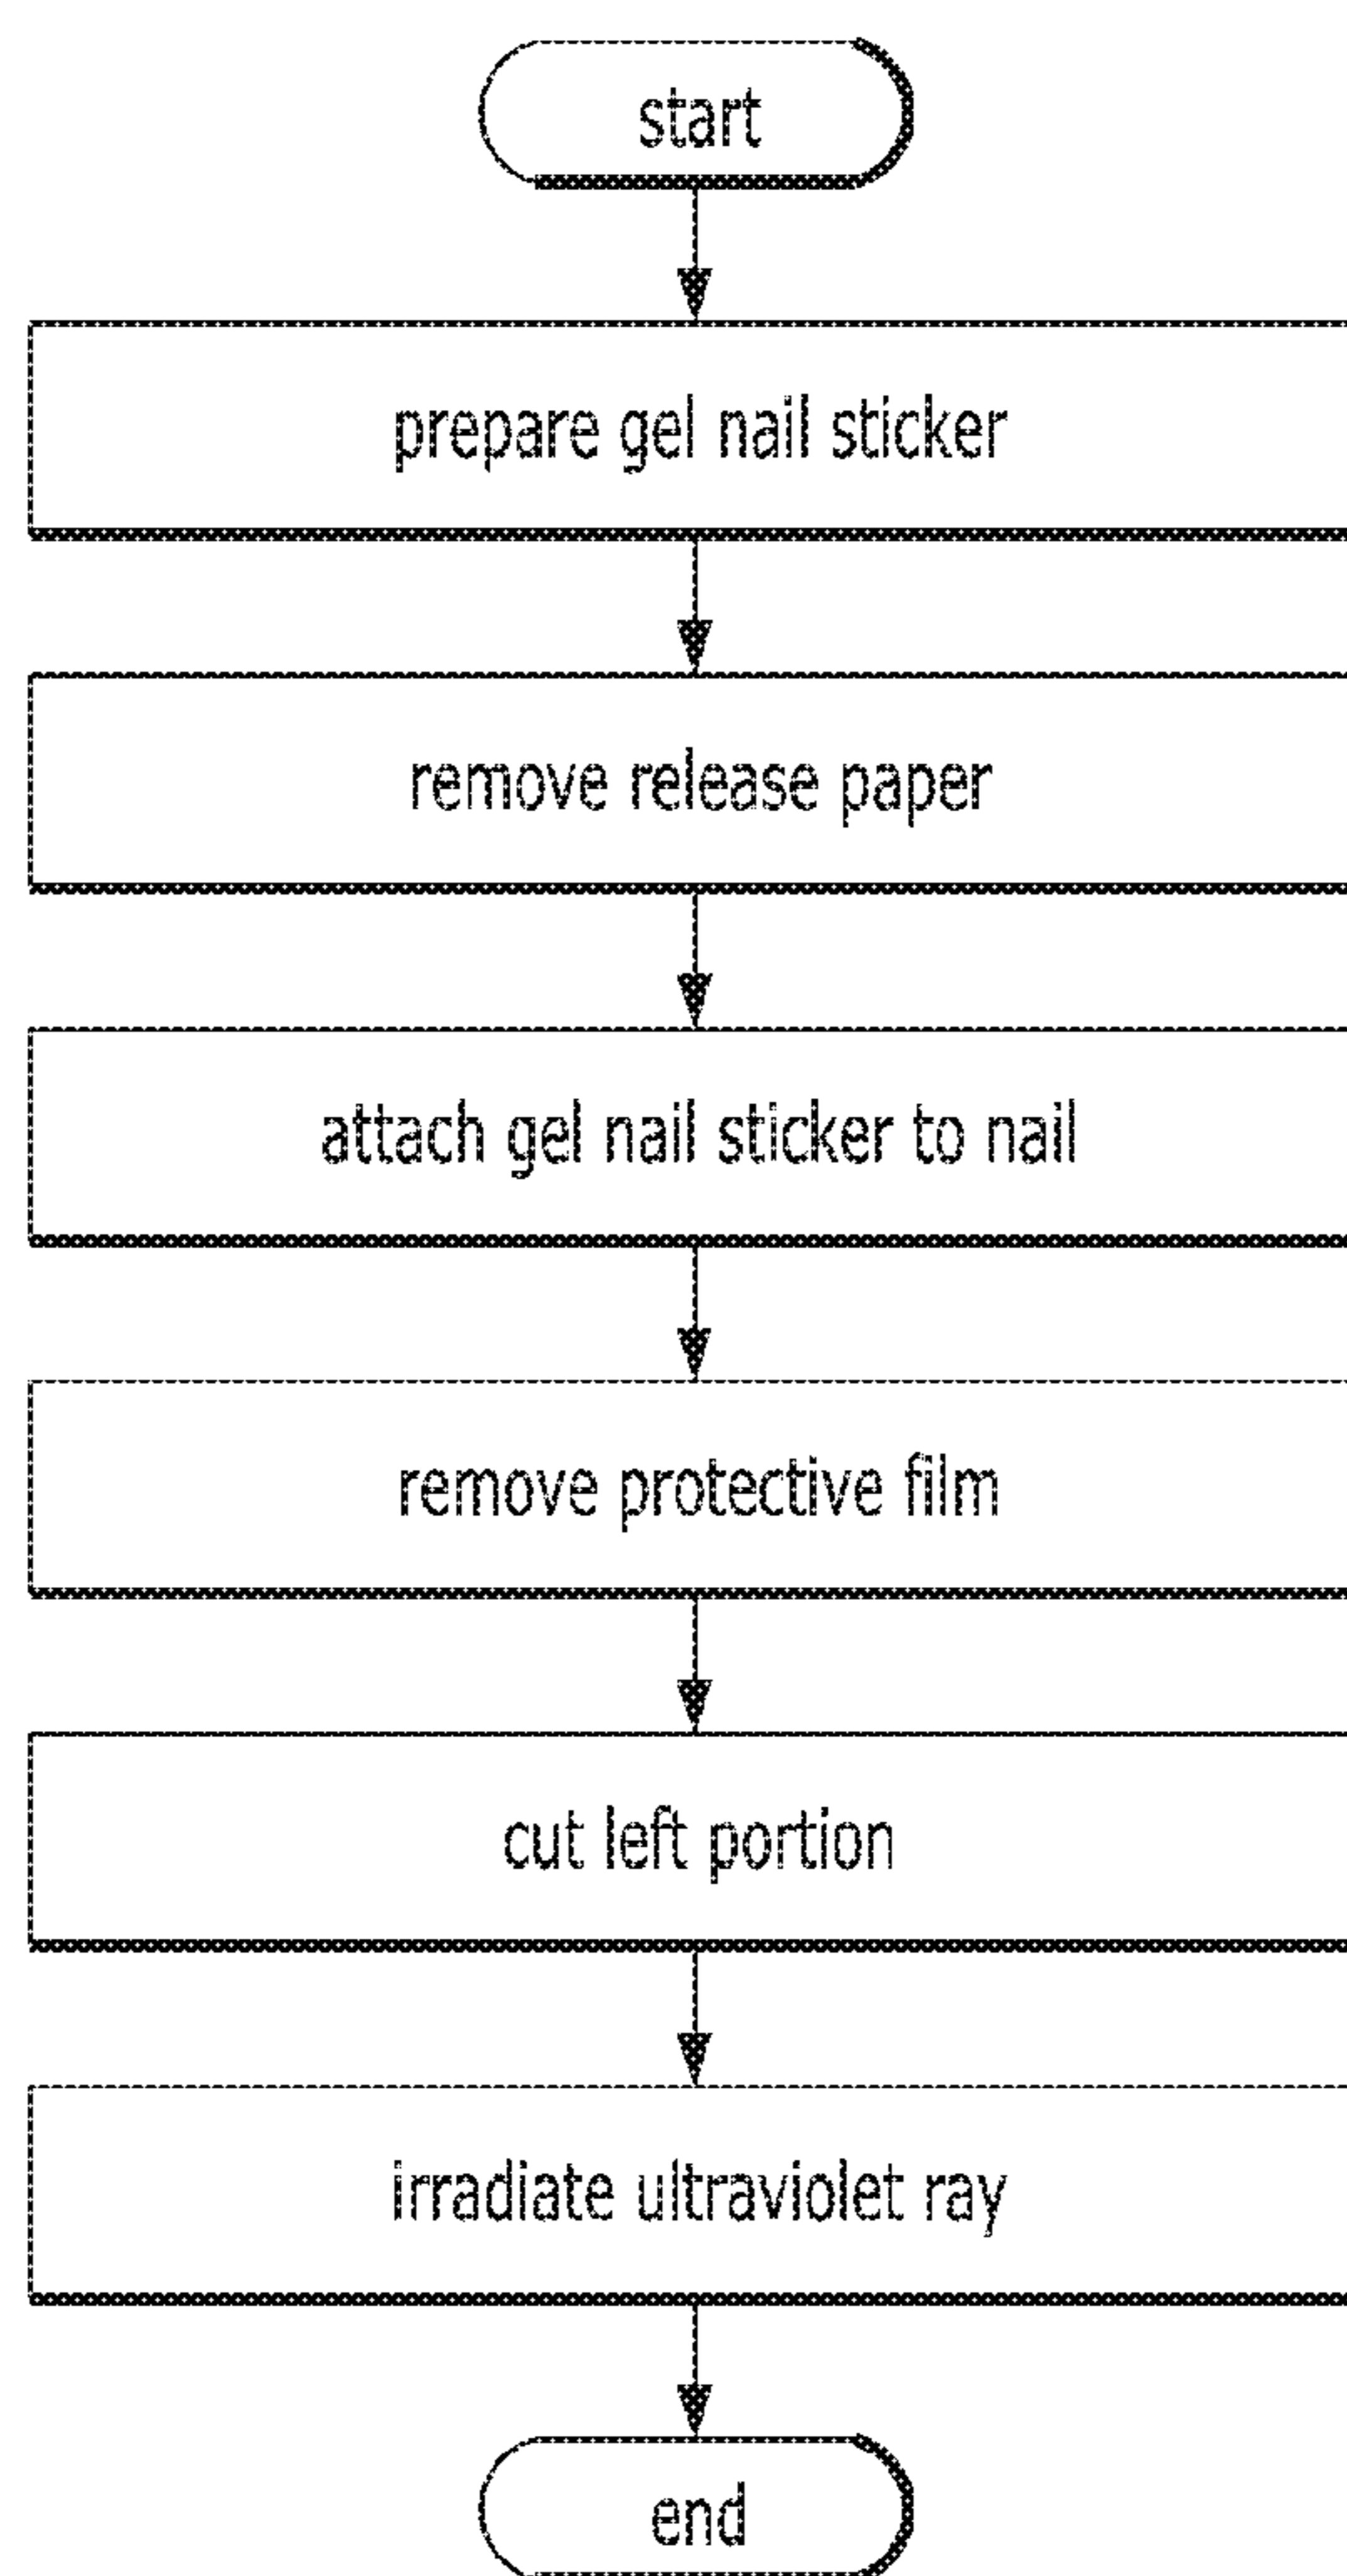 start
prepare gel nail sticker
remove release paper
attach gel nail sticker to nail
remove protective film
cut left portion
irradiate ultraviolet ray
end